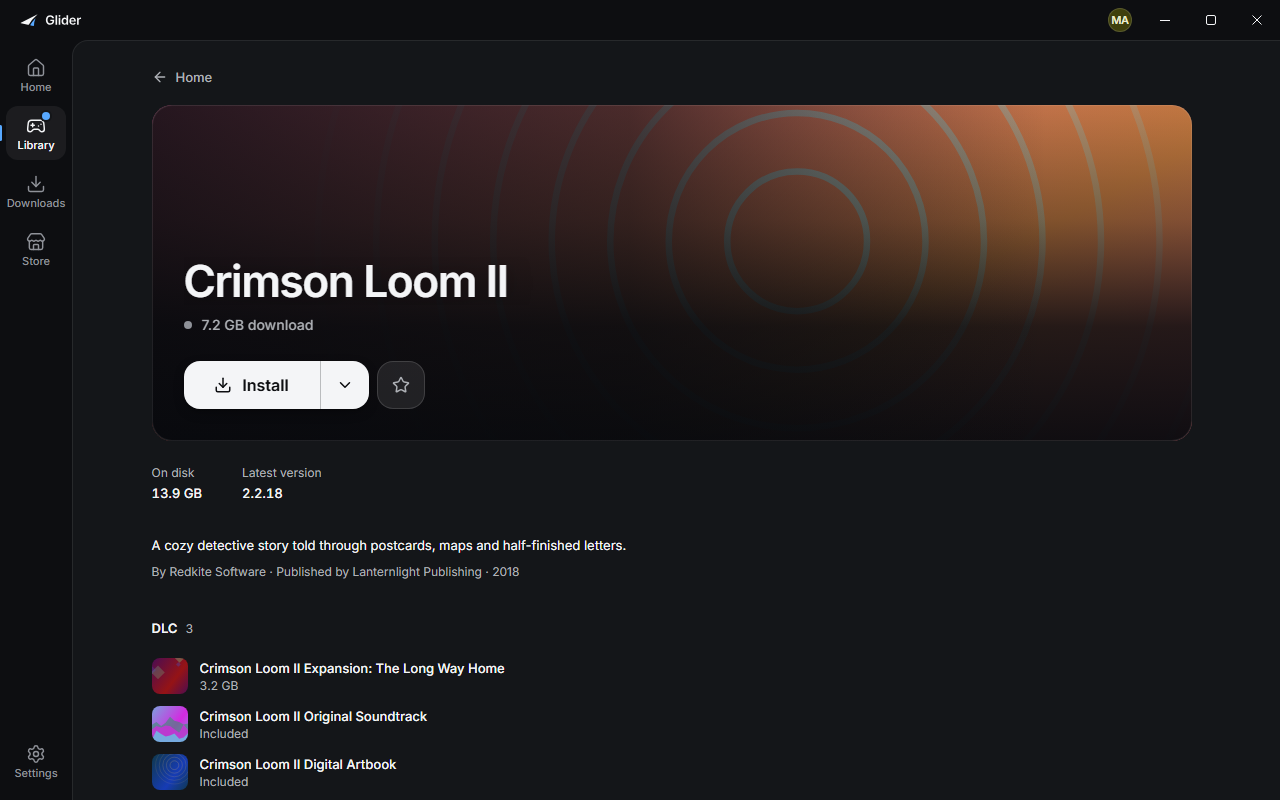 Glider
MA
Home
Library
Downloads
Store
Settings
Home
Crimson Loom II
7.2 GB download
Install
On disk
13.9 GB
Latest version
2.2.18
A cozy detective story told through postcards, maps and half-finished letters.
By Redkite Software · Published by Lanternlight Publishing · 2018
DLC 3
Crimson Loom II Expansion: The Long Way Home
3.2 GB
Crimson Loom II Original Soundtrack
Included
Crimson Loom II Digital Artbook
Included